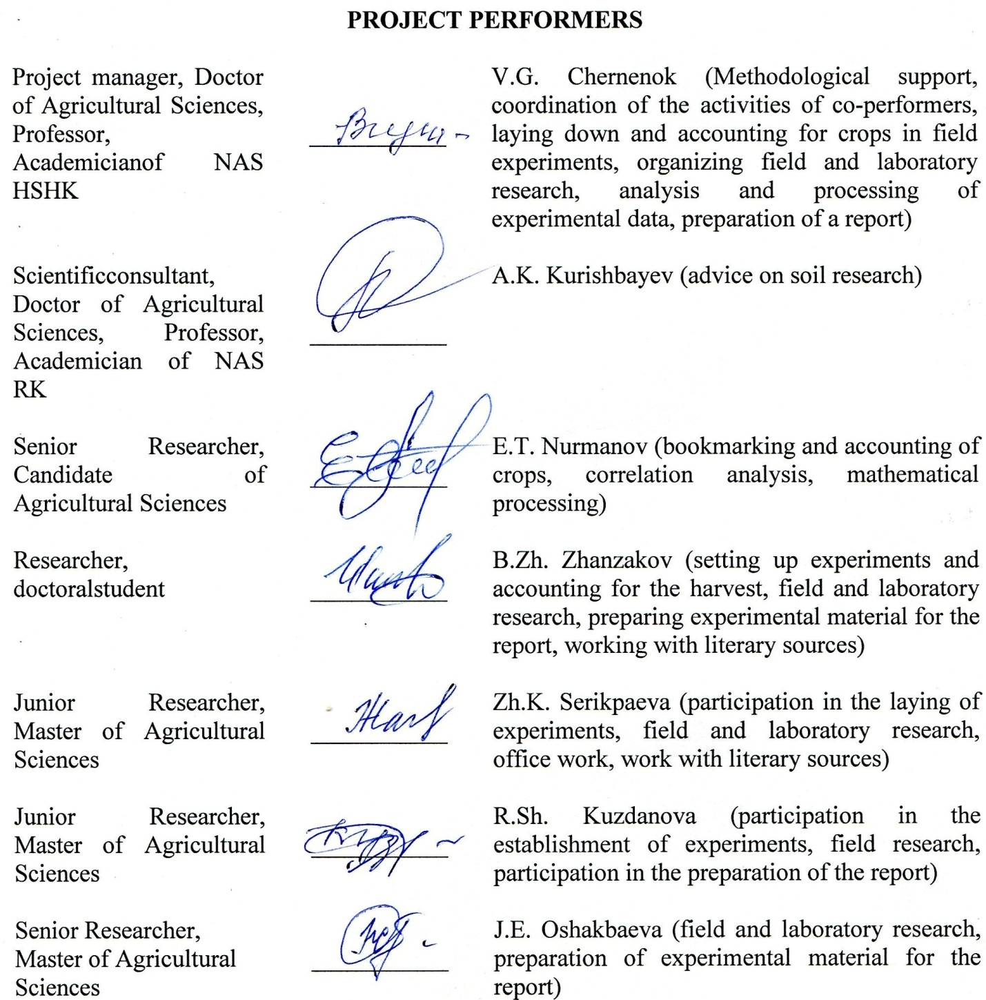 PROJECT PERFORMERS
Project manager, Doctor
of Agricultural Sciences,
Professor,
Academicianof NAS
HSHK
V.G. Chernenok (Methodological support,
coordination of the activities of co-performers,
laying down and accounting for crops in field
experiments, organizing field and laboratory
research, analysis and processing of
experimental data, preparation of a report)
Scientificconsultant,
Doctor of Agricultural
Sciences, Professor,
Academician of NAS
RK
A.K. Kurishbayev (advice on soil research)
Senior Researcher,
Candidate of
Agricultural Sciences
E.T. Nurmanov (bookmarking and accounting of
crops, correlation analysis, mathematical
processing)
Researcher,
doctoralstudent
B.Zh. Zhanzakov (setting up experiments and
accounting for the harvest, field and laboratory
research, preparing experimental material for the
report, working with literary sources)
Junior Researcher,
Master of Agricultural
Sciences
Zh.K. Serikpaeva (participation in the laying of
experiments, field and laboratory research,
office work, work with literary sources)
Junior Researcher,
Master of Agricultural
Sciences
R.Sh. Kuzdanova (participation in the
establishment of experiments, field research,
participation in the preparation of the report)
Senior Researcher,
Master of Agricultural
Sciences
J.E. Oshakbaeva (field and laboratory research,
preparation of experimental material for the
report)